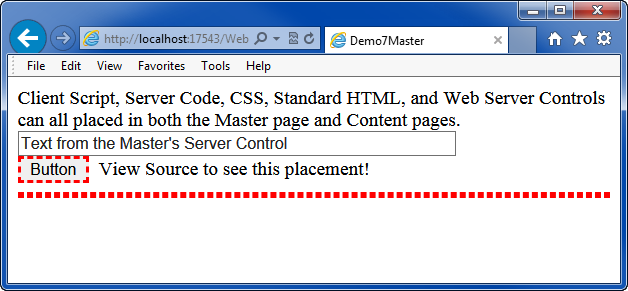 http://localhost:17543/Web
Demo7Master
File Edit View Favorites Tools Help
Client Script, Server Code, CSS, Standard HTML, and Web Server Controls
can all placed in both the Master page and Content pages.
Text from the Master's Server Control
Button View Source to see this placement!